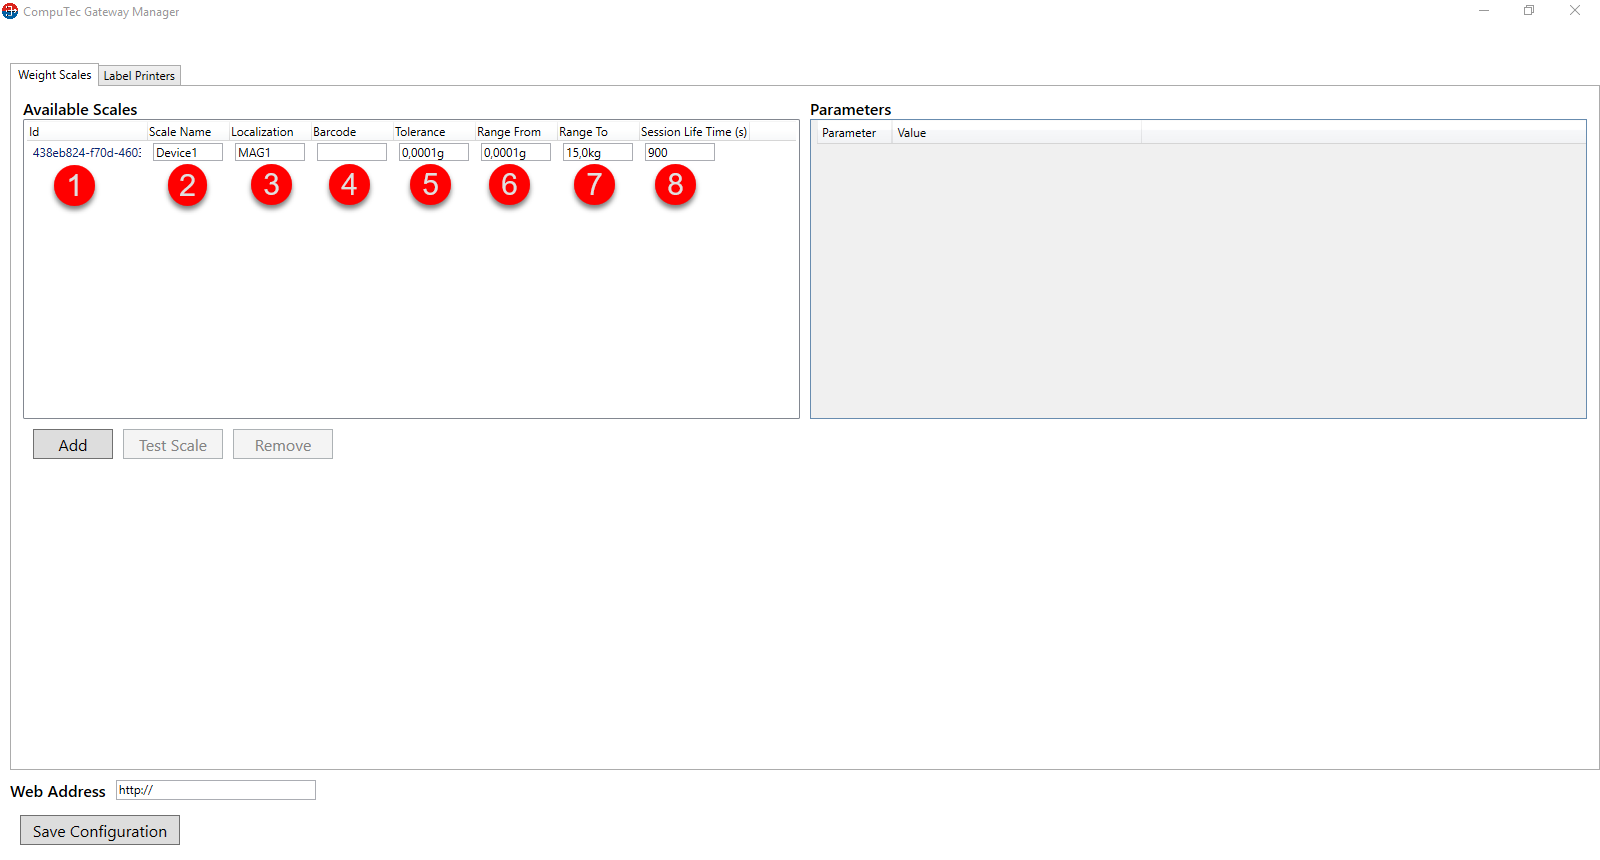 CompuTec Gateway Manager
Weight Scales Label Printers
Available Scales Parameters
Id Scale Name Localization Barcode Tolerance Range From Range To Session Life Time (s) Parameter Value
438eb824-f70d-460 Device1 MAG1 0,0001g 0,0001g 15,0kg 900
1 2 3 4 5 6 7 8
Add Test Scale Remove
Web Address http://
Save Configuration